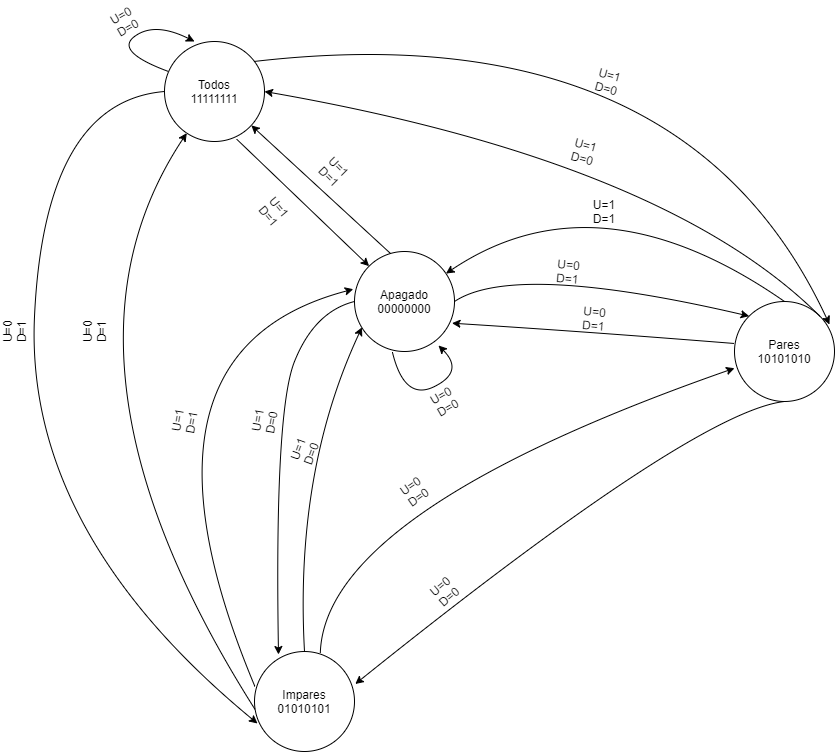 U=0
D=0
Todos
11111111
U=1
D=0
U=1
D=0
U=1
D=1
U=1
D=1
U=1
D=1
Apagado
00000000
U=0
D=1
U=0
D=1
Pares
10101010
U=0
D=1
U=0
D=1
U=0
D=0
U=1
D=1
U=1
D=0
U=1
D=0
U=0
D=0
U=0
D=0
Impares
01010101